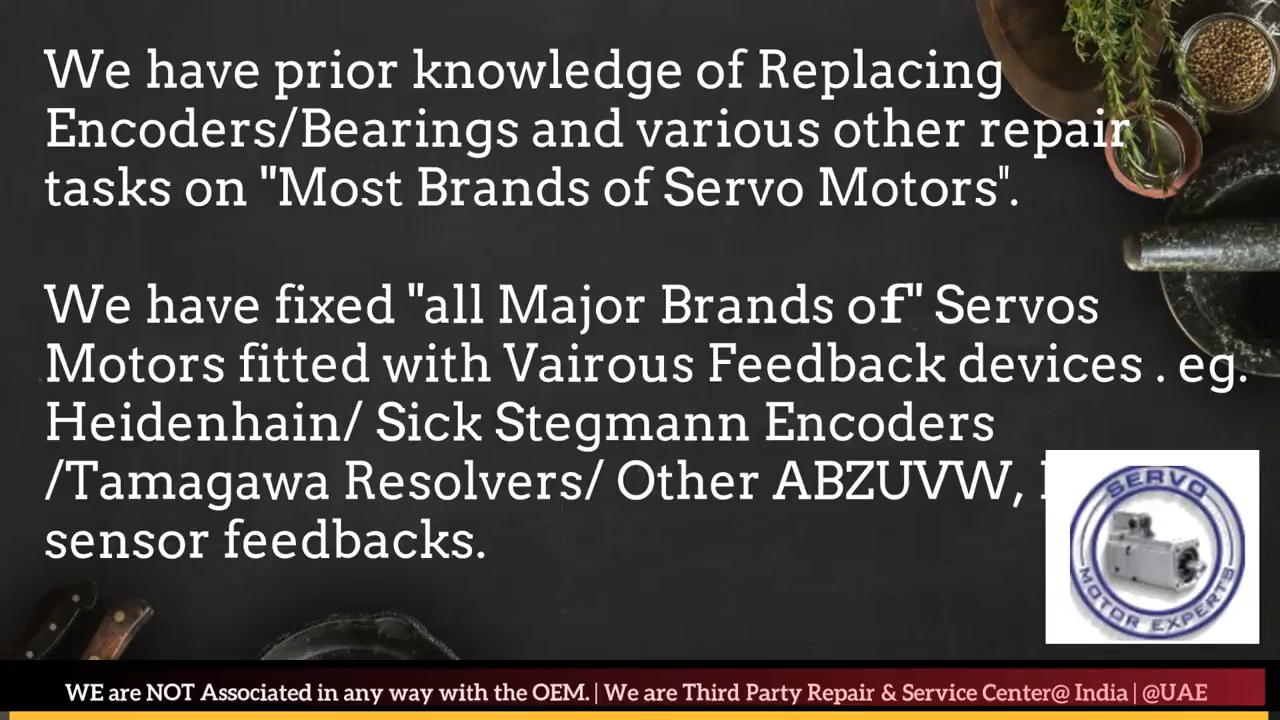 We have prior knowledge of Replacing
Encoders/Bearings and various other repair
tasks on "Most Brands of Servo Motors".
We have fixed "all Major Brands of" Servos
Motors fitted with Vairous Feedback devices . eg.
Heidenhain/ Sick Stegmann Encoders
/Tamagawa Resolvers/ Other ABZUVW,
sensor feedbacks.
SERVO
MOTOR EXPERTS
WE are NOT Associated in any way with the OEM. | We are Third Party Repair & Service Center@ India | @UAE